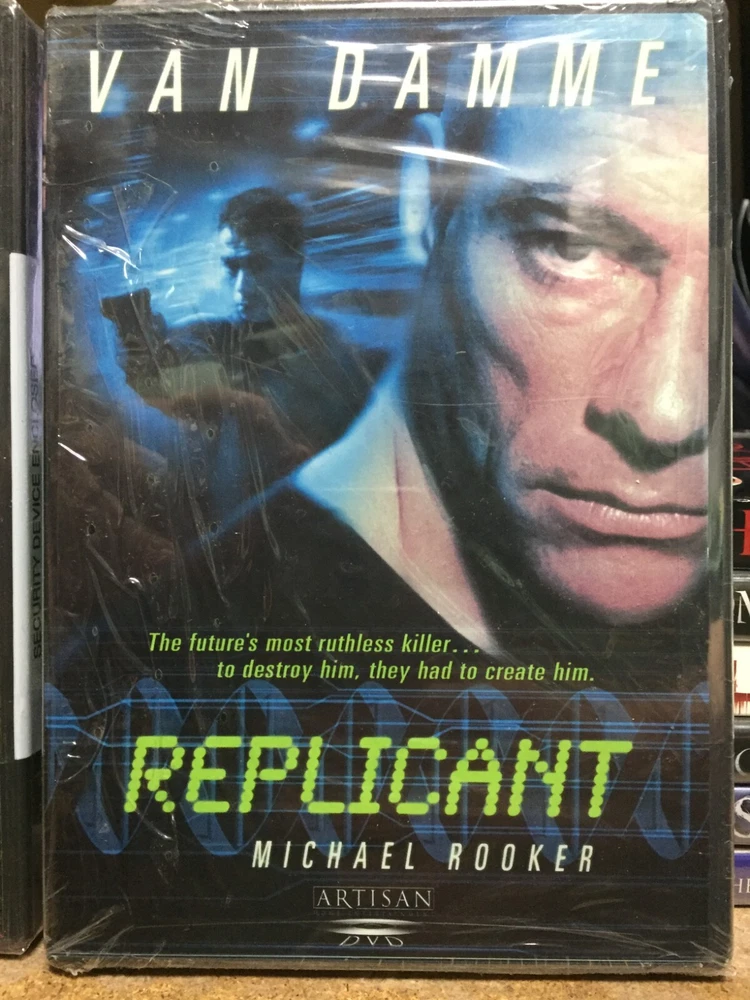 VAN DAMME
The future's most ruthless killer...
to destroy him, they had to create him.
REPLICANT
MICHAEL ROOKER
ARTISAN
DVD
SECURITY DEVICE ENCLOSED